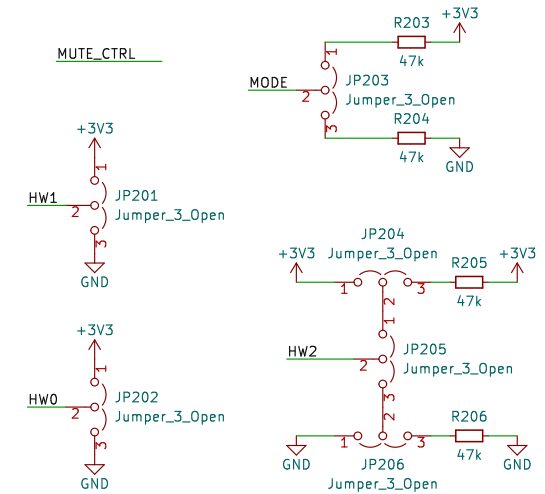 MUTE_CTRL
+3V3
R203
47k
1
JP203
Jumper_3_Open
MODE
2
3
R204
47k
GND
+3V3
1
JP201
Jumper_3_Open
HW1
2
3
GND
JP204
Jumper_3_Open
+3V3
+3V3
R205
47k
1
2
3
1
JP205
Jumper_3_Open
HW2
2
3
+3V3
1
JP202
Jumper_3_Open
HW0
2
3
GND
2
R206
47k
1
3
GND
GND
JP206
Jumper_3_Open